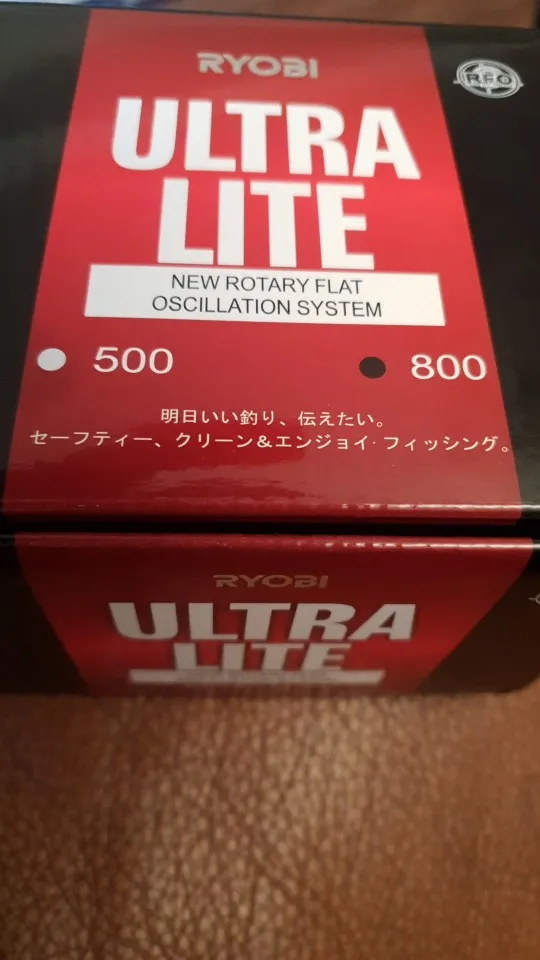 RYOBI
RFO
ULTRA
LITE
NEW ROTARY FLAT
OSCILLATION SYSTEM
500
800
明日いい釣り、伝えたい。
セーフティー、クリーン&エンジョイ·フィッシング。
RYOBI
ULTRA
LITE